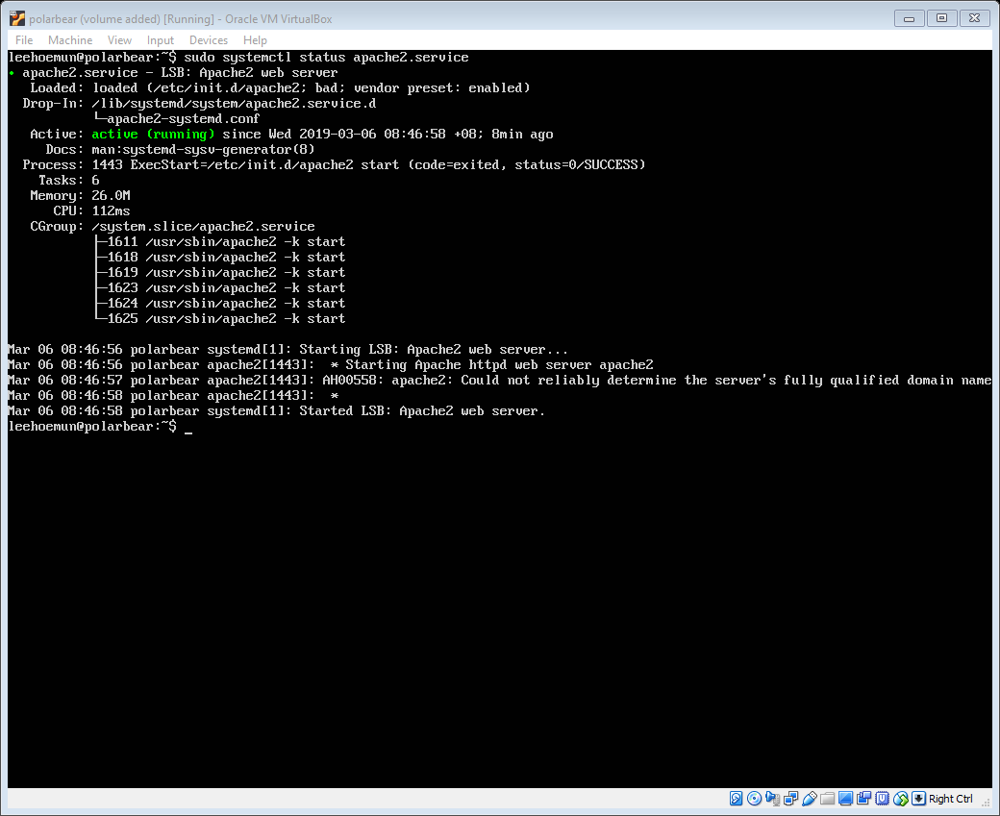 polarbear (volume added) [Running] - Oracle VM VirtualBox
File Machine View Input Devices Help
leehoemun@polarbear:~$ sudo systemctl status apache2.service
● apache2.service - LSB: Apache2 web server
Loaded: loaded (/etc/init.d/apache2; bad; vendor preset: enabled)
Drop-In: /lib/systemd/system/apache2.service.d
└─apache2-systemd.conf
Active: active (running) since Wed 2019-03-06 08:46:58 +08; 8min ago
Docs: man:systemd-sysv-generator(8)
Process: 1443 ExecStart=/etc/init.d/apache2 start (code=exited, status=0/SUCCESS)
Tasks: 6
Memory: 26.0M
CPU: 112ms
CGroup: /system.slice/apache2.service
├─1611 /usr/sbin/apache2 -k start
├─1618 /usr/sbin/apache2 -k start
├─1619 /usr/sbin/apache2 -k start
├─1623 /usr/sbin/apache2 -k start
├─1624 /usr/sbin/apache2 -k start
└─1625 /usr/sbin/apache2 -k start
Mar 06 08:46:56 polarbear systemd[1]: Starting LSB: Apache2 web server...
Mar 06 08:46:56 polarbear apache2[1443]:  * Starting Apache httpd web server apache2
Mar 06 08:46:57 polarbear apache2[1443]: AH00558: apache2: Could not reliably determine the server's fully qualified domain name
Mar 06 08:46:58 polarbear apache2[1443]:  *
Mar 06 08:46:58 polarbear systemd[1]: Started LSB: Apache2 web server.
leehoemun@polarbear:~$ _
Right Ctrl